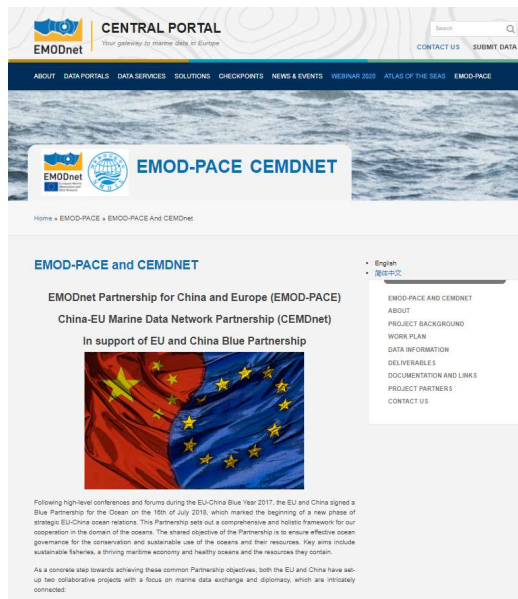 EMODnet
CENTRAL PORTAL
Your gateway to marine data in Europe
Search
CONTACT US SUBMIT DATA
ABOUT DATA PORTALS DATA SERVICES SOLUTIONS CHECKPOINTS NEWS & EVENTS WEBINAR 2020 ATLAS OF THE SEAS EMOD-PACE
EMODnet
EMOD-PACE CEMDNET
Home » EMOD-PACE » EMOD-PACE And CEMDnet
EMOD-PACE and CEMDNET
EMODnet Partnership for China and Europe (EMOD-PACE)
China-EU Marine Data Network Partnership (CEMDnet)
In support of EU and China Blue Partnership
Following high-level conferences and forums during the EU-China Blue Year 2017, the EU and China signed a
Blue Partnership for the Ocean on the 16th of July 2018, which marked the beginning of a new phase of
strategic EU-China ocean relations. This Partnership sets out a comprehensive and holistic framework for our
cooperation in the domain of the oceans. The shared objective of the Partnership is to ensure effective ocean
governance for the conservation and sustainable use of the oceans and their resources. Key aims include
sustainable fisheries, a thriving maritime economy and healthy oceans and the resources they contain.
As a concrete step towards achieving these common Partnership objectives, both the EU and China have set-
up two collaborative projects with a focus on marine data exchange and diplomacy, which are intricately
connected:
English
简体中文
EMOD-PACE AND CEMDNET
ABOUT
PROJECT BACKGROUND
WORK PLAN
DATA INFORMATION
DELIVERABLES
DOCUMENTATION AND LINKS
PROJECT PARTNERS
CONTACT US